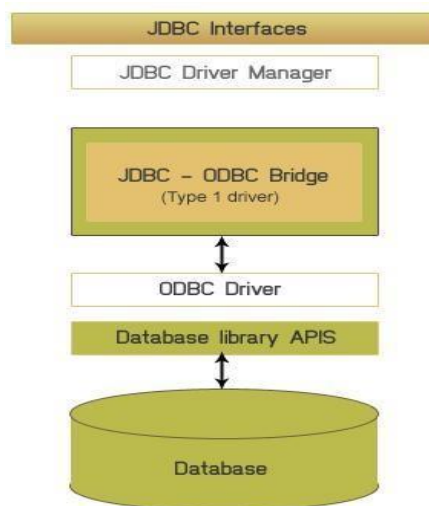 JDBC Interfaces
JDBC Driver Manager
JDBC - ODBC Bridge
(Type 1 driver)
ODBC Driver
Database library APIS
Database